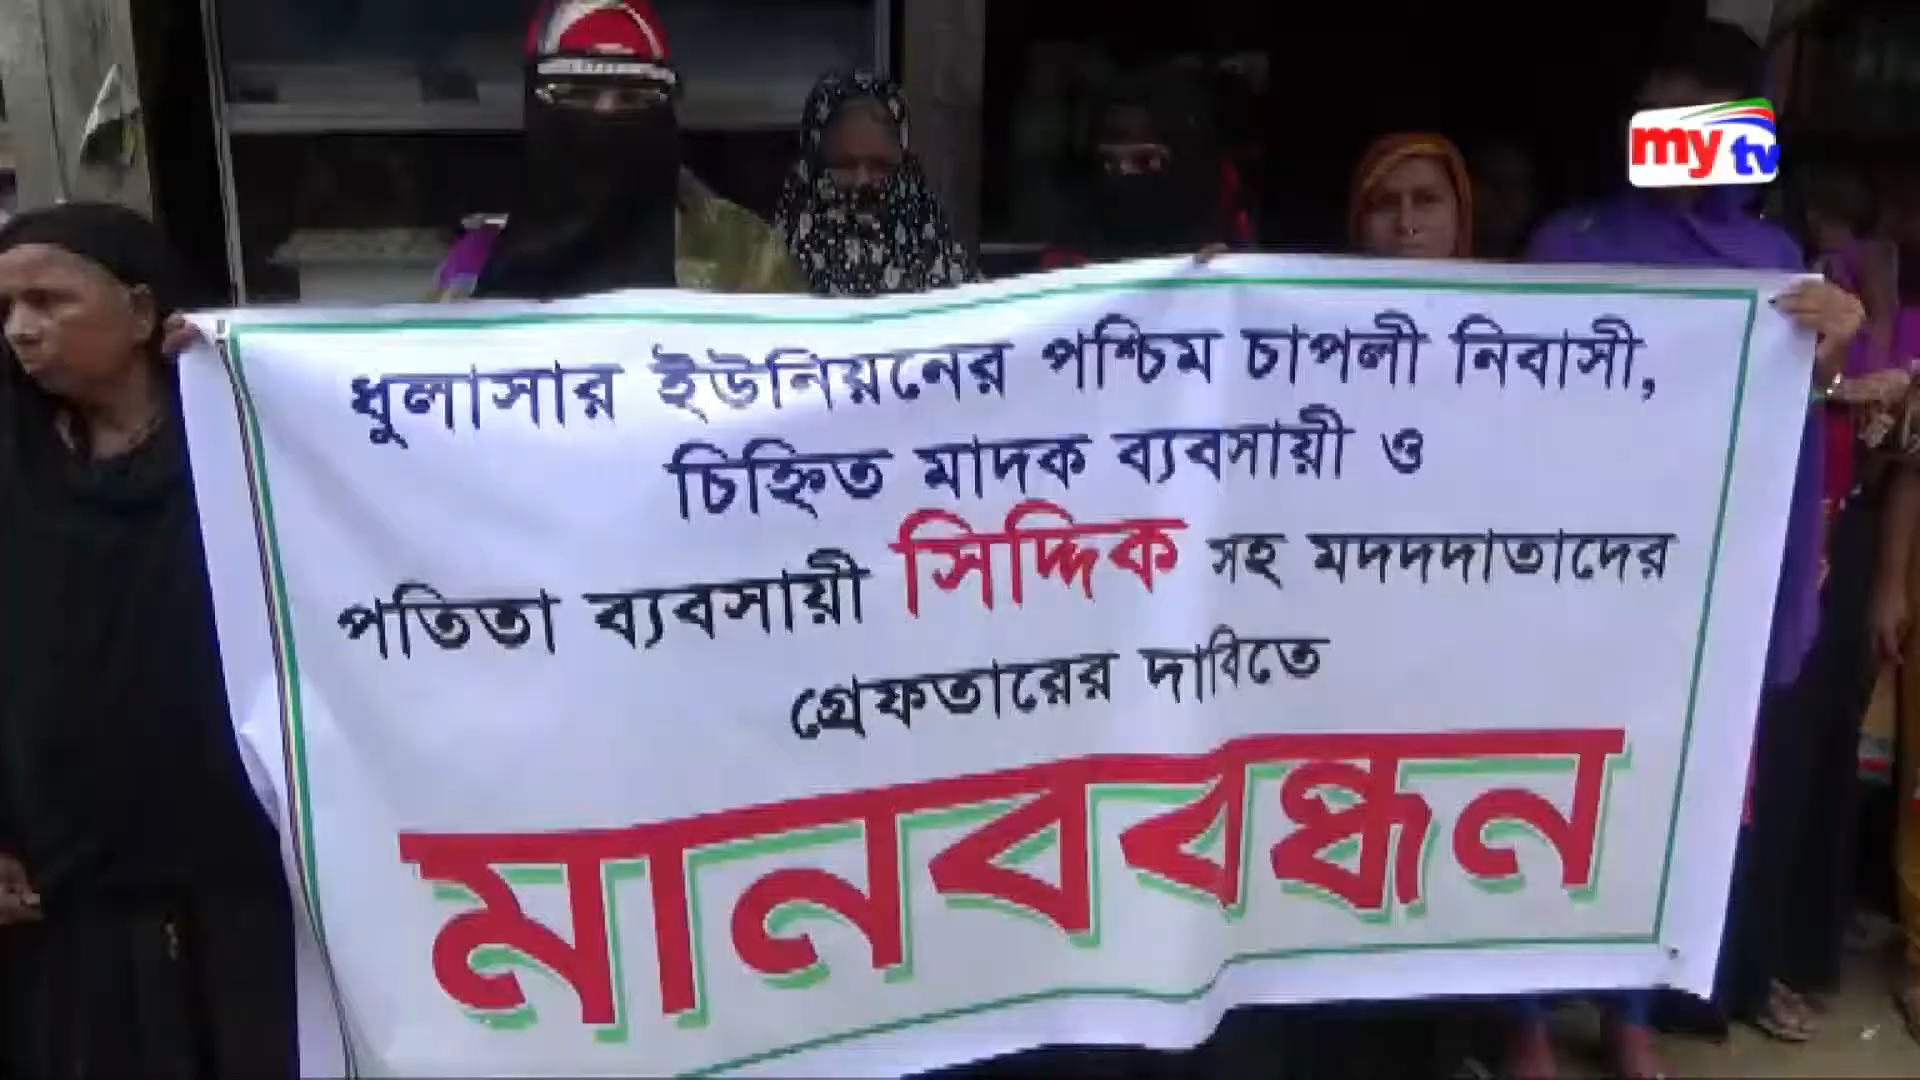 my tv
ধুলাসার ইউনিয়নের পশ্চিম চাপলী নিবাসী,
চিহ্নিত মাদক ব্যবসায়ী ও
পতিতা ব্যবসায়ী সিদ্দিক সহ মদদদাতাদের
গ্রেফতারের দাবিতে
মানববন্ধন